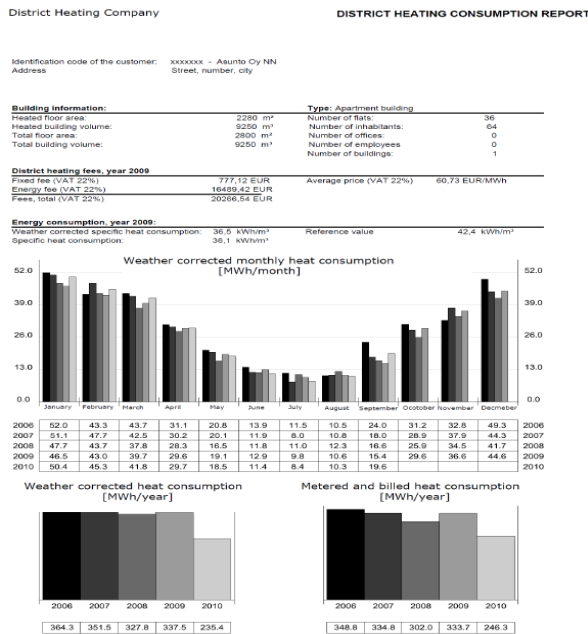 District Heating Company
DISTRICT HEATING CONSUMPTION REPORT
Identification code of the customer: xxxxxxx - Asunto Oy NN
Address Street, number, city
Building information: Type: Apartment building
Heated floor area: 2280 m² Number of flats: 36
Heated building volume: 9250 m³ Number of inhabitants: 64
Total floor area: 2800 m² Number of offices: 0
Total building volume: 9250 m³ Number of employees 0
Number of buildings: 1
District heating fees, year 2009
Fixed fee (VAT 22%) 777,12 EUR Average price (VAT 22%) 60,73 EUR/MWh
Energy fee (VAT 22%) 16489,42 EUR
Fees, total (VAT 22%) 20266,54 EUR
Energy consumption, year 2009:
Weather corrected specific heat consumption: 36,5 kWh/m³ Reference value 42,4 kWh/m³
Specific heat consumption: 36,1 kWh/m³
Weather corrected monthly heat consumption
[MWh/month]
52.0 52.0
39.0 39.0
26.0 26.0
13.0 13.0
0.0 0.0
January February March April May June July August September Ocotober November Decmeber
2006 52.0 43.3 43.7 31.1 20.8 13.9 11.5 10.5 24.0 31.2 32.8 49.3 2006
2007 51.1 47.7 42.5 30.2 20.1 11.9 8.0 10.8 18.0 28.9 37.9 44.3 2007
2008 47.7 43.7 37.8 28.3 16.5 11.8 11.0 12.3 16.6 25.9 34.5 41.7 2008
2009 46.5 43.0 39.7 29.6 19.1 12.9 9.8 10.6 15.4 29.6 36.6 44.6 2009
2010 50.4 45.3 41.8 29.7 18.5 11.4 8.4 10.3 19.6 2010
Weather corrected heat consumption
[MWh/year]
2006 2007 2008 2009 2010
364.3 351.5 327.8 337.5 235.4
Metered and billed heat consumption
[MWh/year]
2006 2007 2008 2009 2010
348.8 334.8 302.0 333.7 246.3